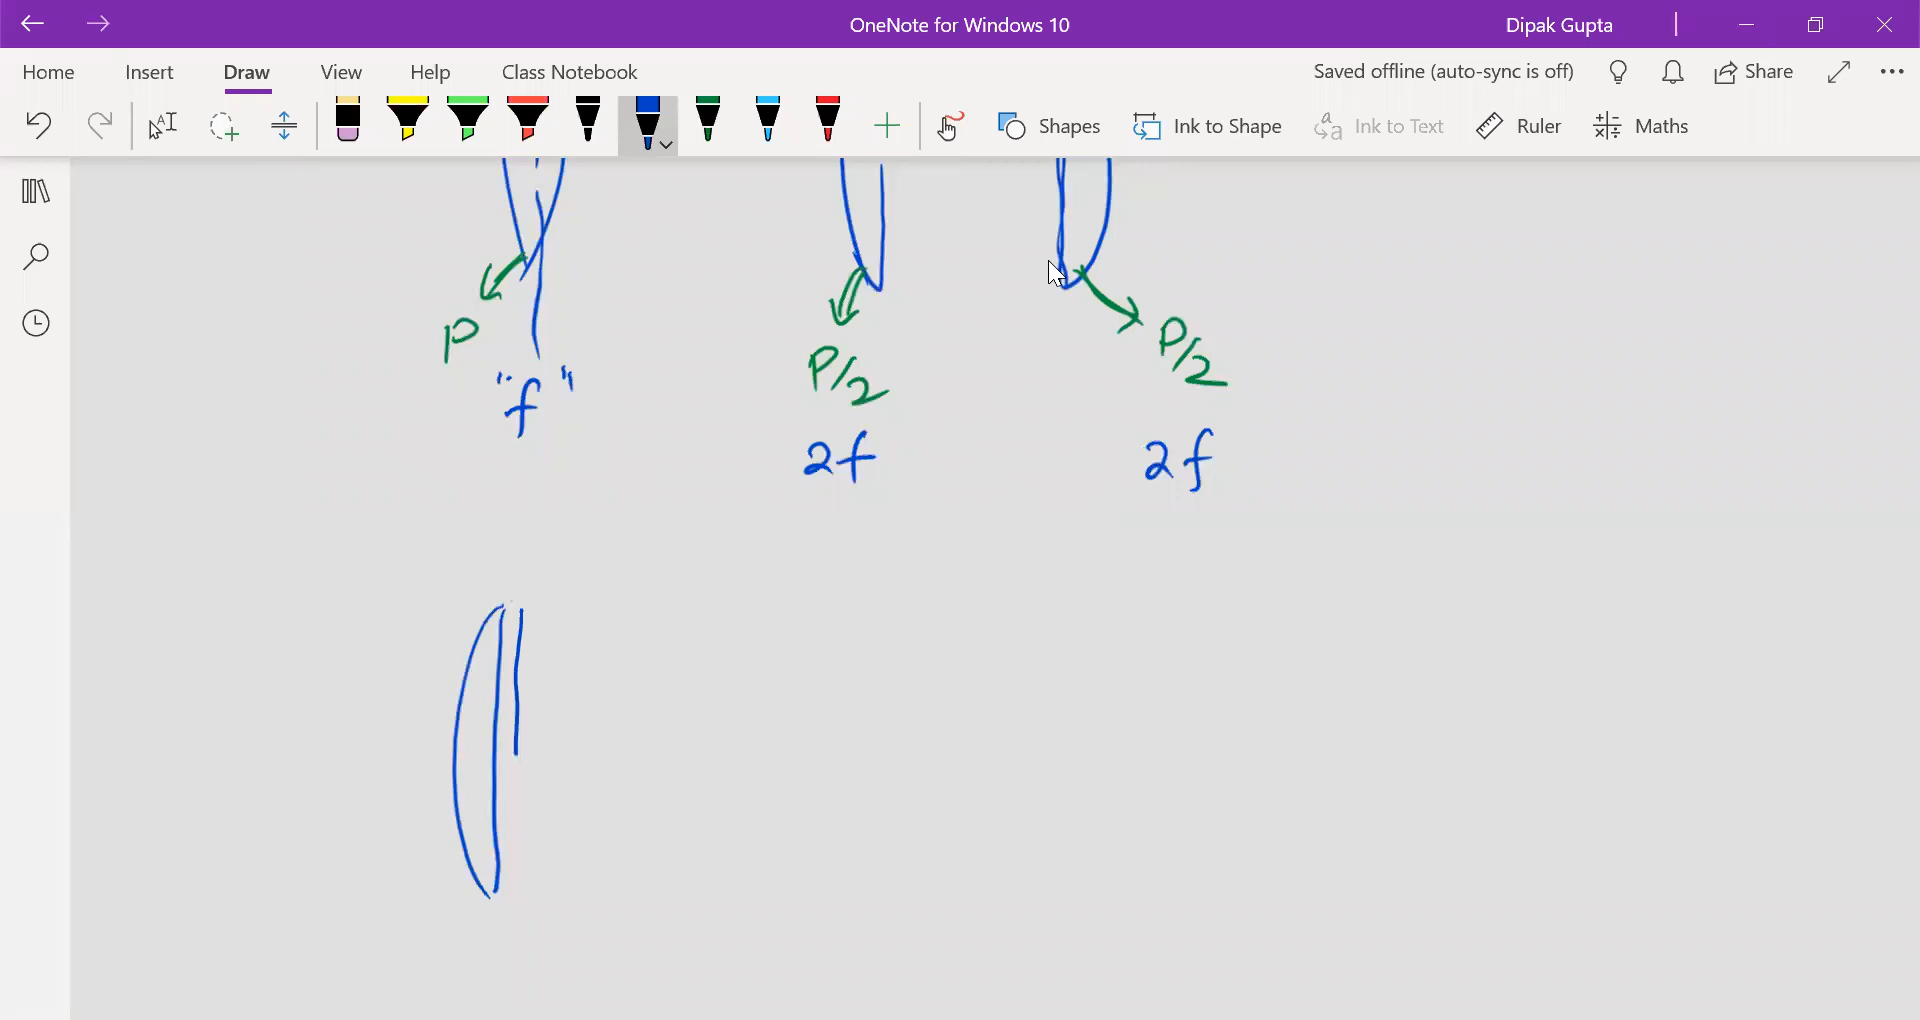 OneNote for Windows 10
Dipak Gupta
Home Insert Draw View Help Class Notebook
Saved offline (auto-sync is off) Share
Shapes Ink to Shape Ink to Text Ruler Maths
P
"f"
P/2
2f
P/2
2f